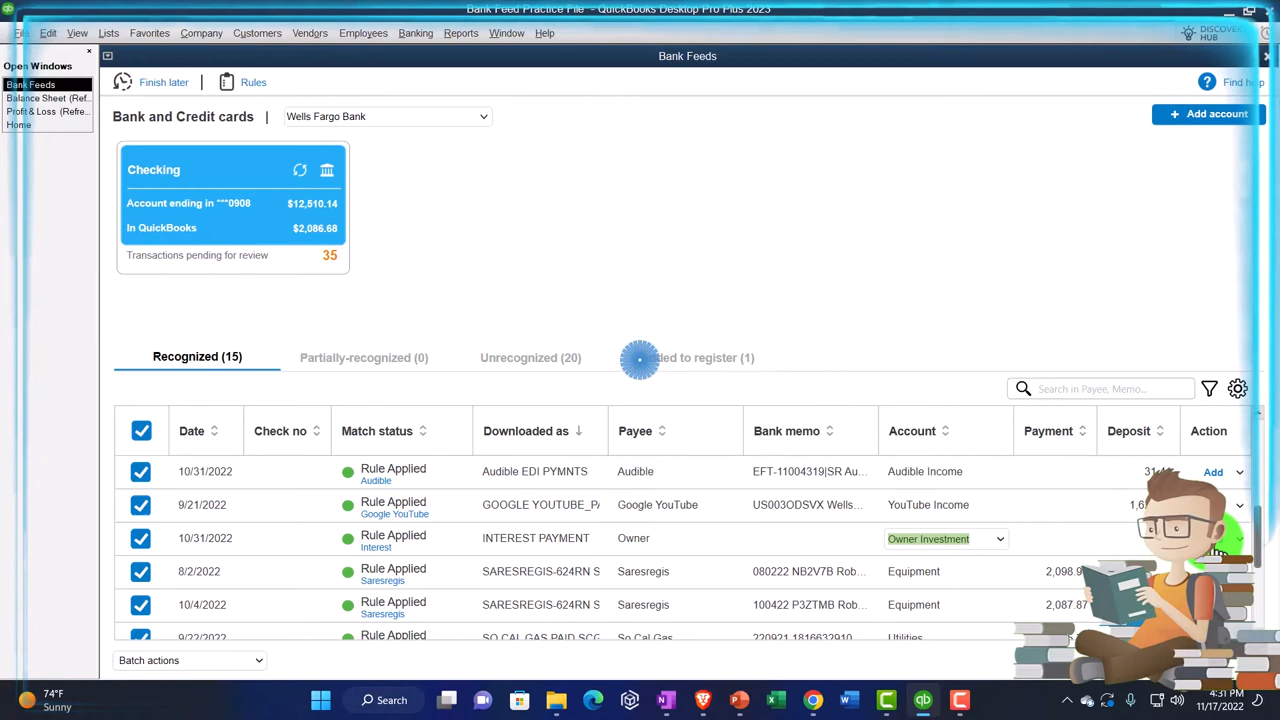 Bank Feed Practice File - QuickBooks Desktop Pro Plus 2023
File Edit View Lists Favorites Company Customers Vendors Employees Banking Reports Window Help
DISCOVER HUB
Open Windows
Bank Feeds
Balance Sheet (Ref...
Profit & Loss (Refre...
Home
Bank Feeds
Finish later | Rules
Find help
Bank and Credit cards | Wells Fargo Bank
+ Add account
Checking
Account ending in ***0908 $12,510.14
In QuickBooks $2,086.68
Transactions pending for review 35
Recognized (15) Partially-recognized (0) Unrecognized (20) to register (1)
Search in Payee, Memo...
Date Check no Match status Downloaded as Payee Bank memo Account Payment Deposit Action
10/31/2022 Rule Applied Audible EDI PYMNTS Audible EFT-11004319|SR Au... Audible Income Add
Audible
9/21/2022 Rule Applied GOOGLE YOUTUBE_PA Google YouTube US003ODSVX Wells... YouTube Income
Google YouTube
10/31/2022 Rule Applied INTEREST PAYMENT Owner Owner Investment
Interest
8/2/2022 Rule Applied SARESREGIS-624RN S Saresregis 080222 NB2V7B Rob... Equipment
Saresregis
10/4/2022 Rule Applied SARESREGIS-624RN S Saresregis 100422 P3ZTMB Rob... Equipment 2,087.87
Saresregis
9/22/2022 Rule Applied SO CAL GAS PAID SCG So Cal Gas 220921 1816632910 Utilities
Batch actions
74°F
Sunny
Search
4:31 PM
11/17/2022